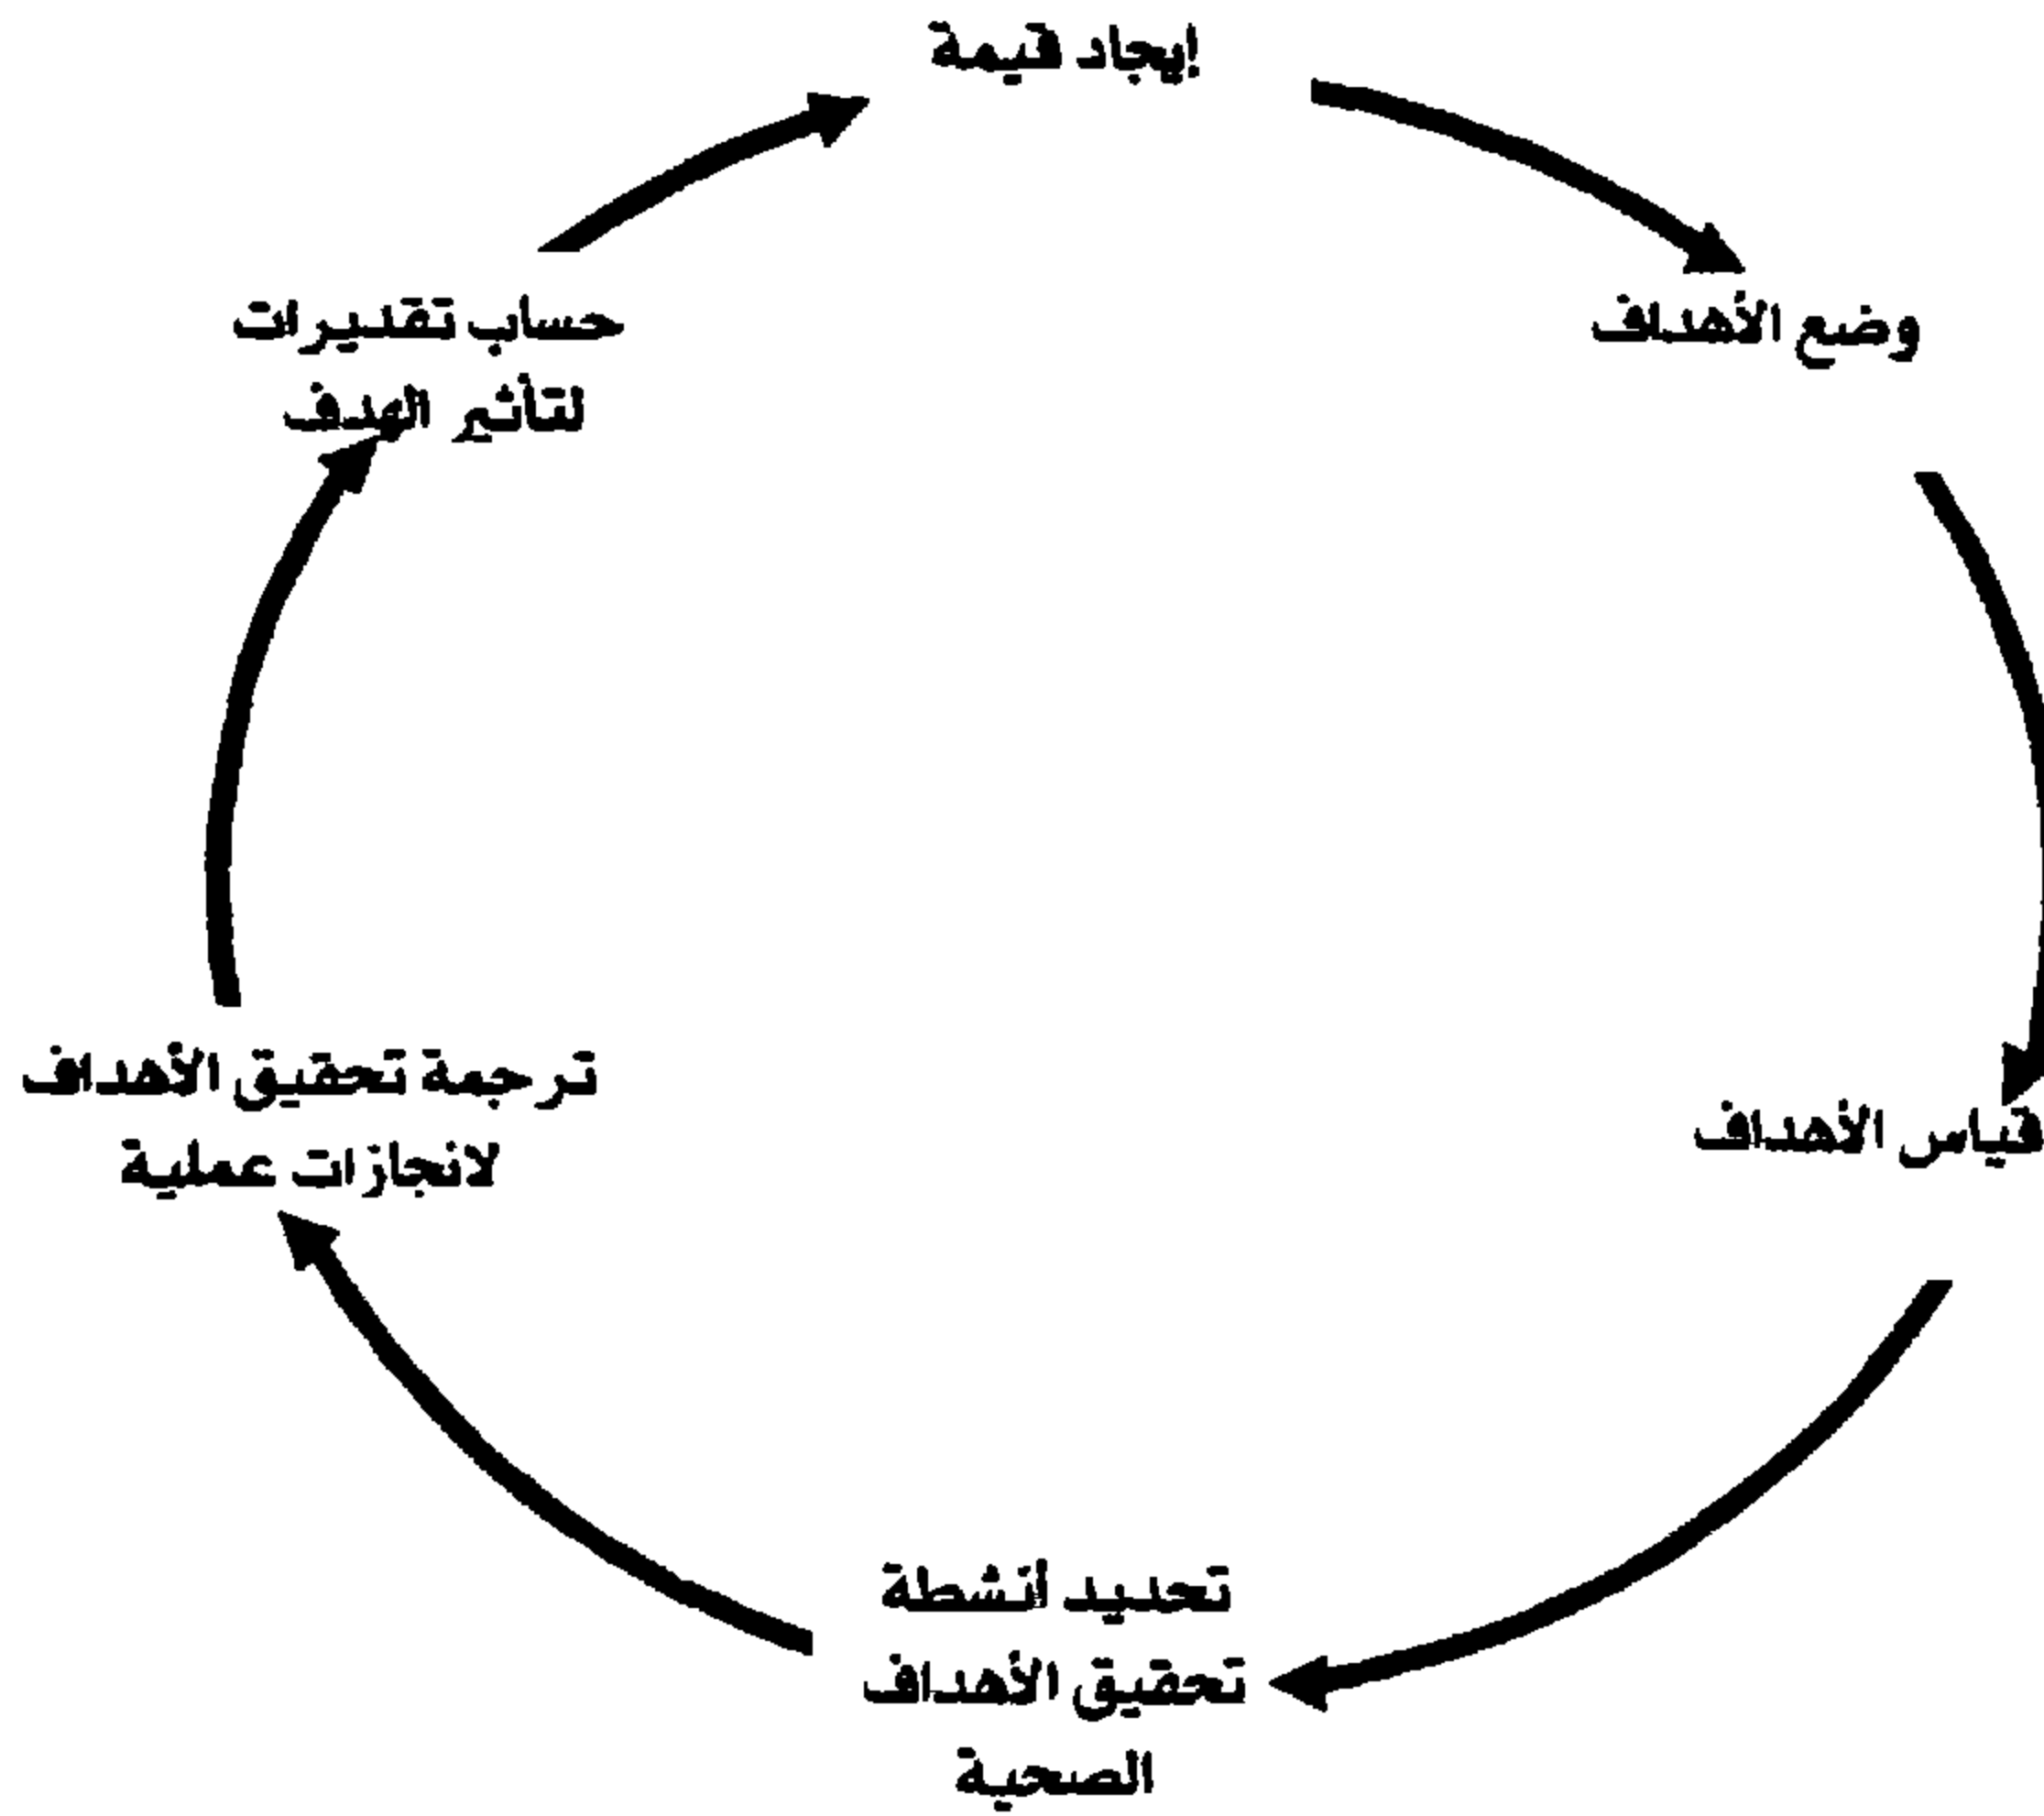 إيجاد قيمة
وضع الأهداف
قياس الأهداف
تحديد أنشطة
تحقيق الأهداف
الصحية
ترجمة تحقيق الأهداف
لانجازات عملية
حساب تقديرات
لتأثير الهدف